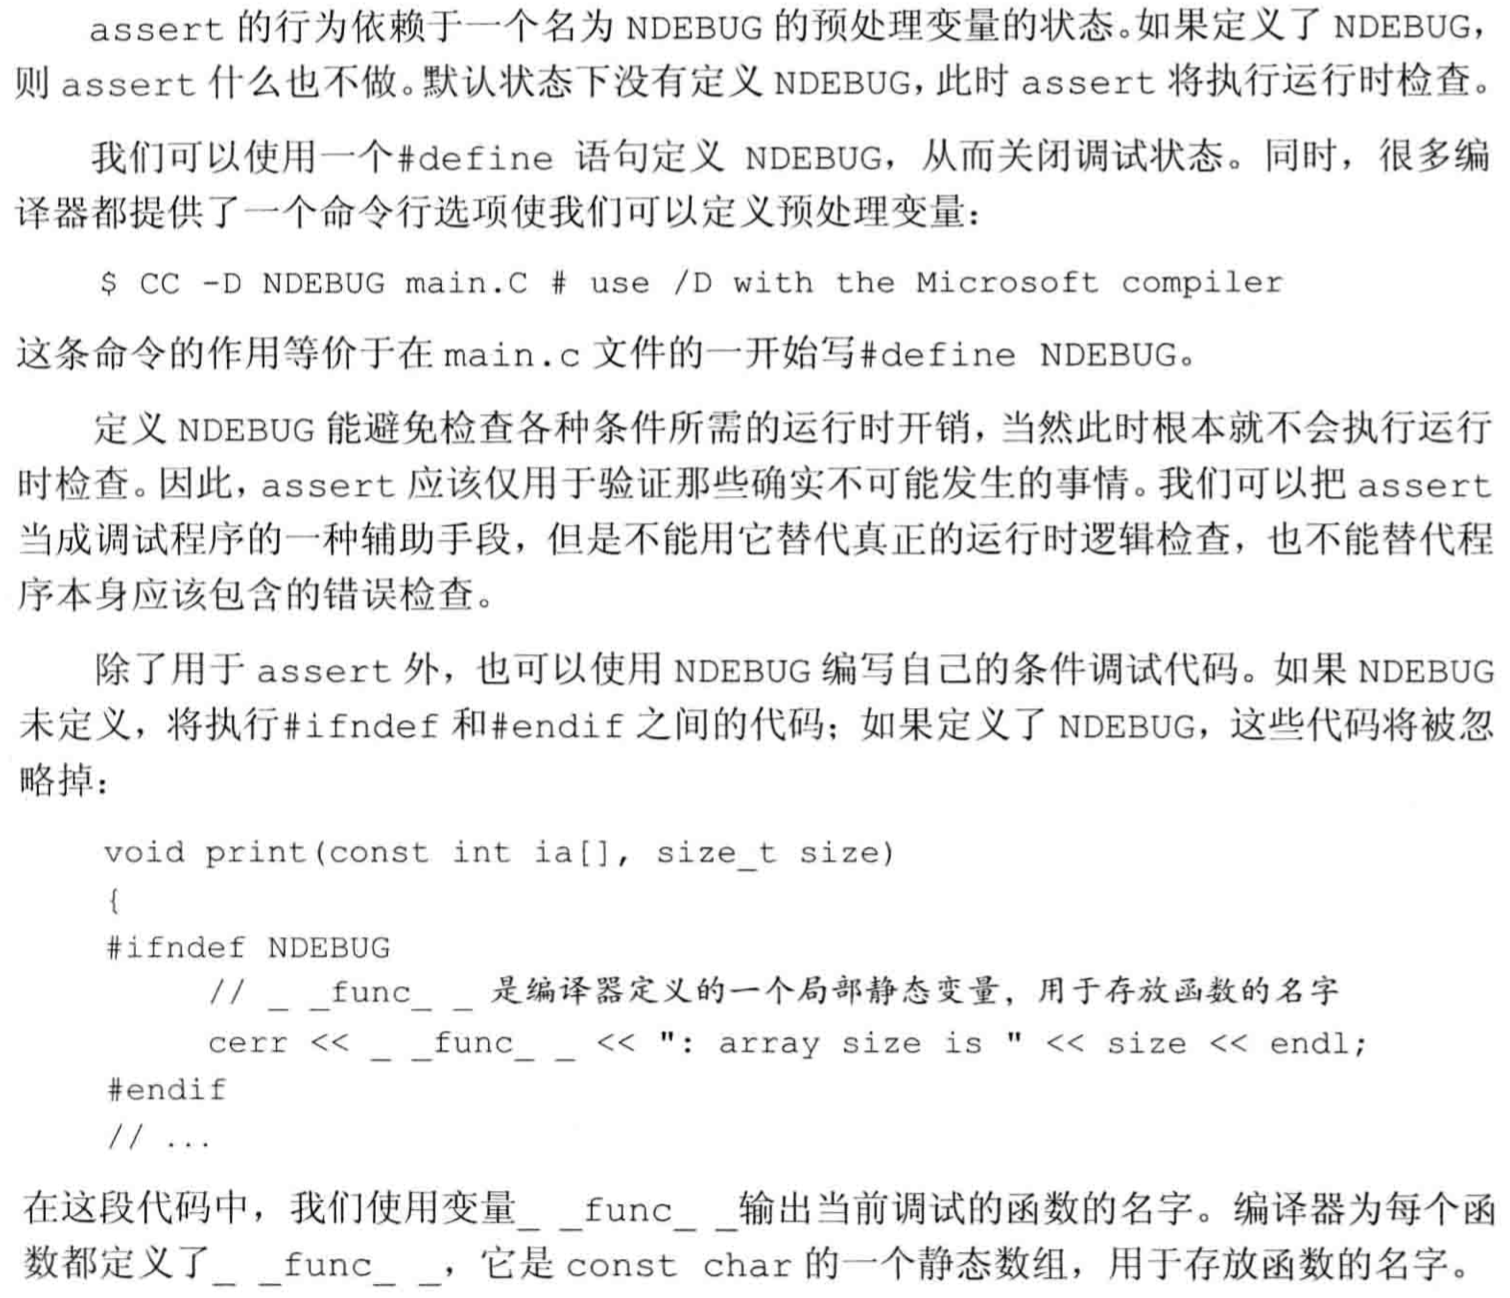 assert 的行为依赖于一个名为 NDEBUG 的预处理变量的状态。如果定义了 NDEBUG，
则 assert 什么也不做。默认状态下没有定义 NDEBUG，此时 assert 将执行运行时检查。
我们可以使用一个#define 语句定义 NDEBUG，从而关闭调试状态。同时，很多编
译器都提供了一个命令行选项使我们可以定义预处理变量：
$ CC -D NDEBUG main.C # use /D with the Microsoft compiler
这条命令的作用等价于在 main.c 文件的一开始写#define NDEBUG。
定义 NDEBUG 能避免检查各种条件所需的运行时开销，当然此时根本就不会执行运行
时检查。因此，assert 应该仅用于验证那些确实不可能发生的事情。我们可以把 assert
当成调试程序的一种辅助手段，但是不能用它替代真正的运行时逻辑检查，也不能替代程
序本身应该包含的错误检查。
除了用于 assert 外，也可以使用 NDEBUG 编写自己的条件调试代码。如果 NDEBUG
未定义，将执行#ifndef 和#endif 之间的代码；如果定义了 NDEBUG，这些代码将被忽
略掉：
void print(const int ia[], size_t size)
{
#ifndef NDEBUG
// _ _func_ _ 是编译器定义的一个局部静态变量，用于存放函数的名字
cerr << _ _func_ _ << ": array size is " << size << endl;
#endif
// ...
在这段代码中，我们使用变量_ _func_ _输出当前调试的函数的名字。编译器为每个函
数都定义了_ _func_ _，它是 const char 的一个静态数组，用于存放函数的名字。